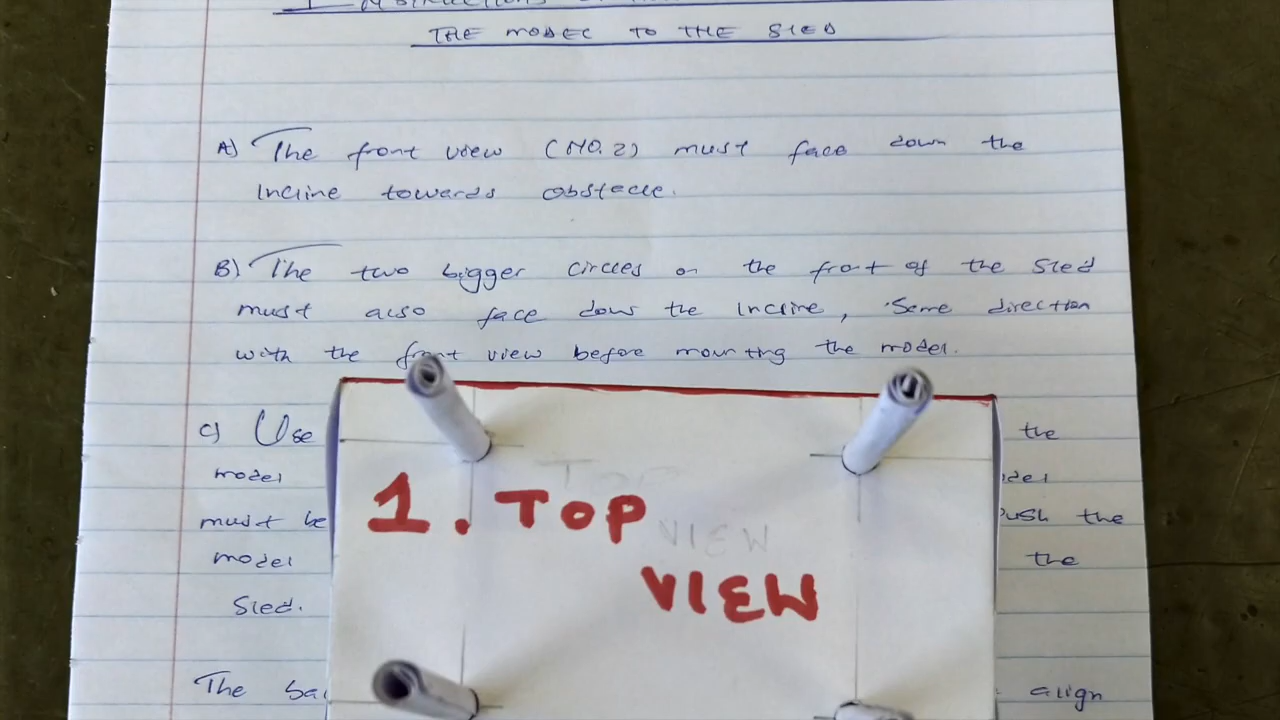 THE MODEL TO THE SLED
A) The front view (NO.2) must face down the
Incline towards obstacle.
B) The two bigger circles on the front of the Sled
must also face down the Incline, Same direction
with the front view before mounting the model.
C) Use the
model
must be Push the
model the
Sled.
The align
1. TOP
VIEW
TOP
VIEW